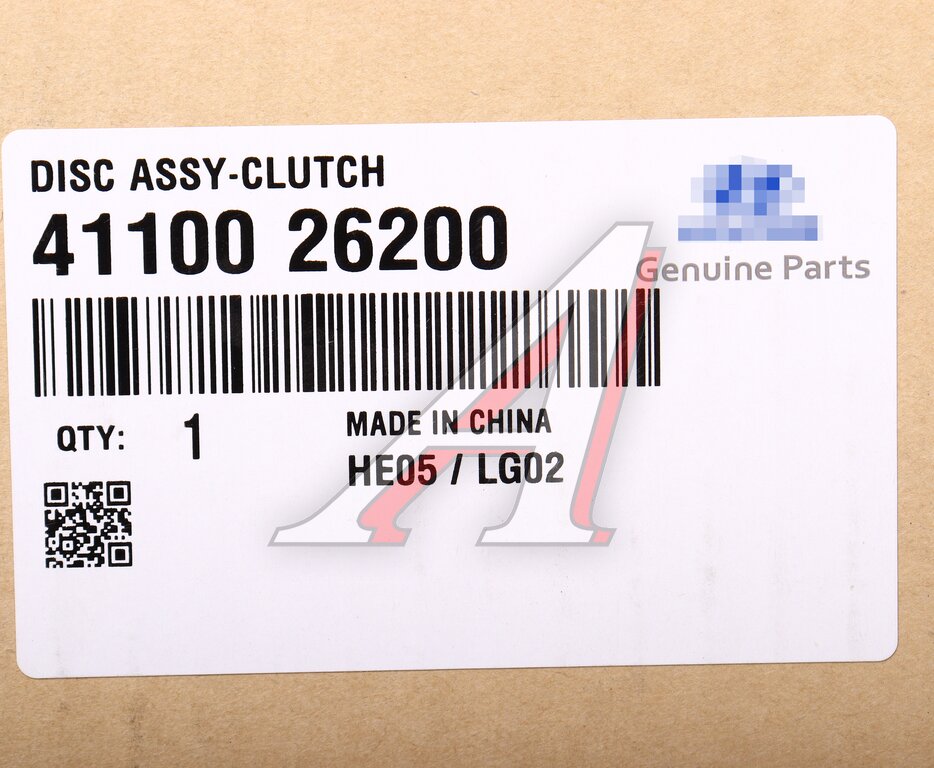 DISC ASSY-CLUTCH
41100 26200
Genuine Parts
QTY: 1
MADE IN CHINA
HE05 / LG02